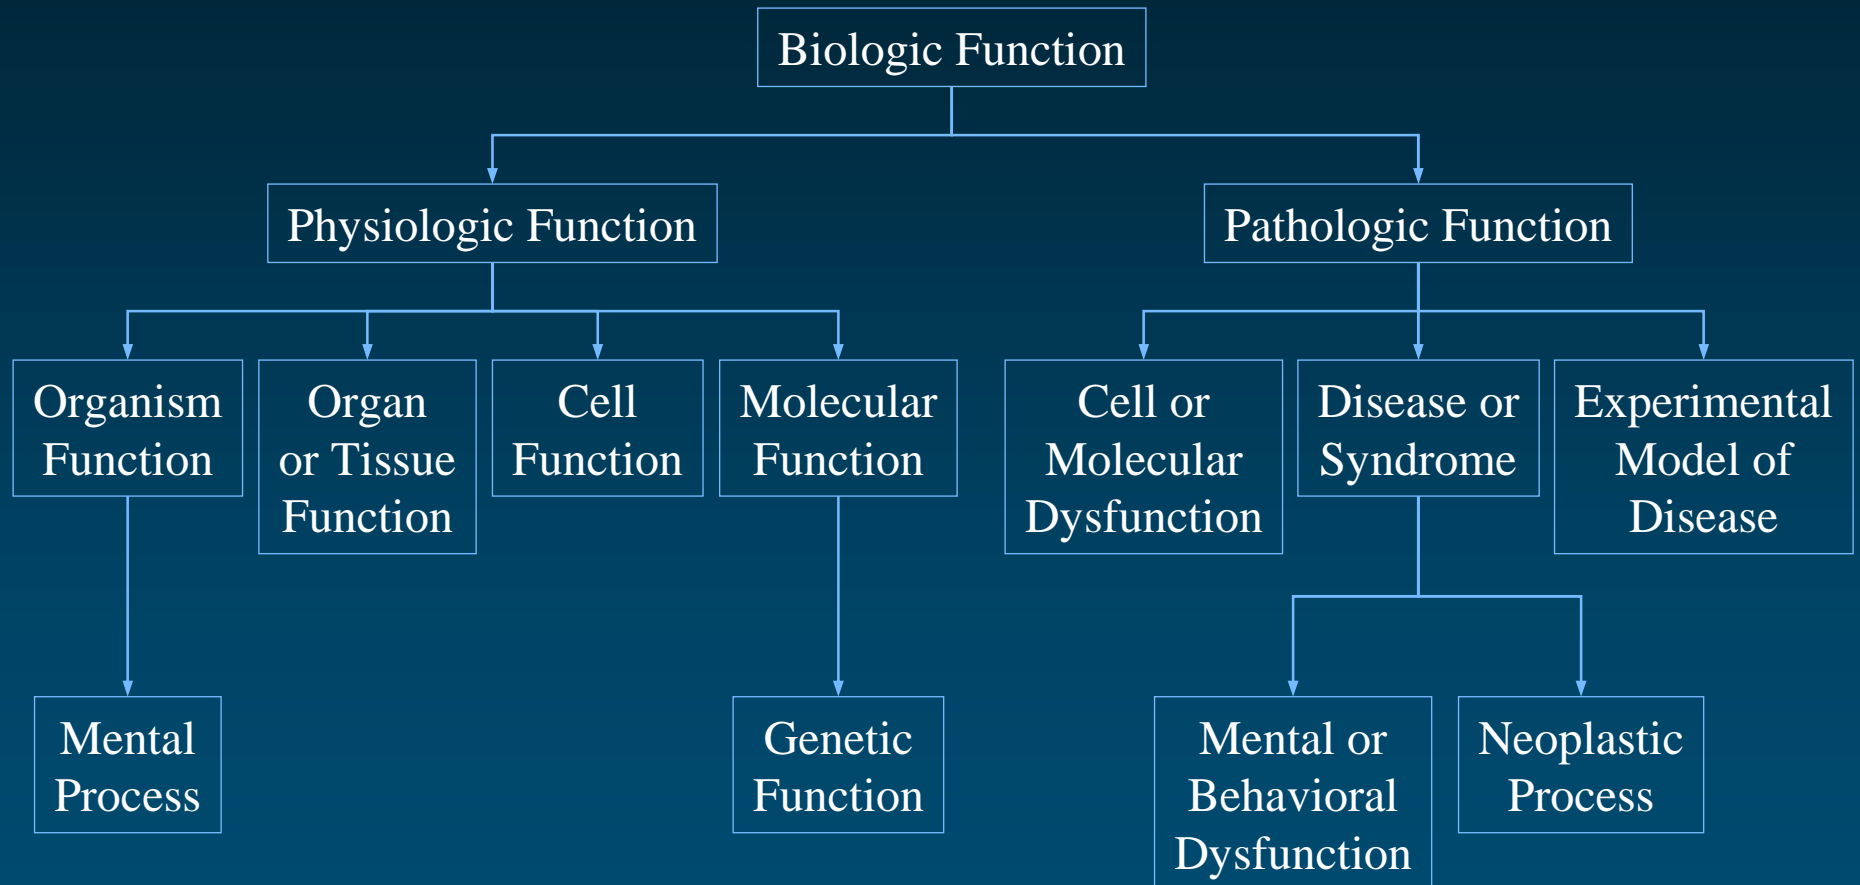 Biologic Function
Physiologic Function
Pathologic Function
Organism
Function
Organ
or Tissue
Function
Cell
Function
Molecular
Function
Cell or
Molecular
Dysfunction
Disease or
Syndrome
Experimental
Model of
Disease
Mental
Process
Genetic
Function
Mental or
Behavioral
Dysfunction
Neoplastic
Process